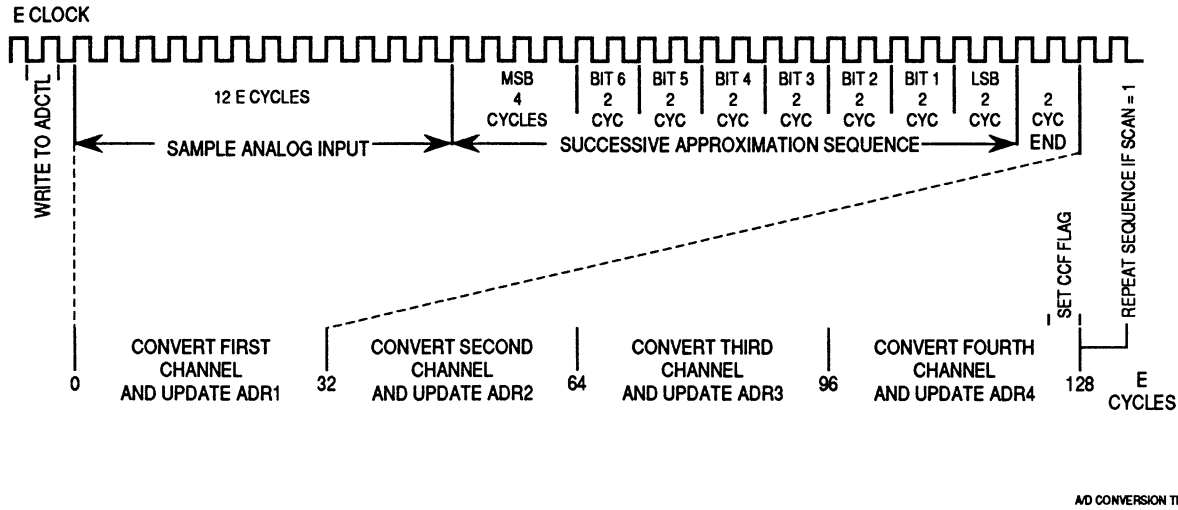 E CLOCK
WRITE TO ADCTL
12 E CYCLES
SAMPLE ANALOG INPUT
MSB
4
CYCLES
BIT 6
2
CYC
BIT 5
2
CYC
BIT 4
2
CYC
BIT 3
2
CYC
BIT 2
2
CYC
BIT 1
2
CYC
LSB
2
CYC
2
CYC
END
SUCCESSIVE APPROXIMATION SEQUENCE
SET CCF FLAG
REPEAT SEQUENCE IF SCAN = 1
CONVERT FIRST
CHANNEL
AND UPDATE ADR1
CONVERT SECOND
CHANNEL
AND UPDATE ADR2
CONVERT THIRD
CHANNEL
AND UPDATE ADR3
CONVERT FOURTH
CHANNEL
AND UPDATE ADR4
0
32
64
96
128
E
CYCLES
A/D CONVERSION